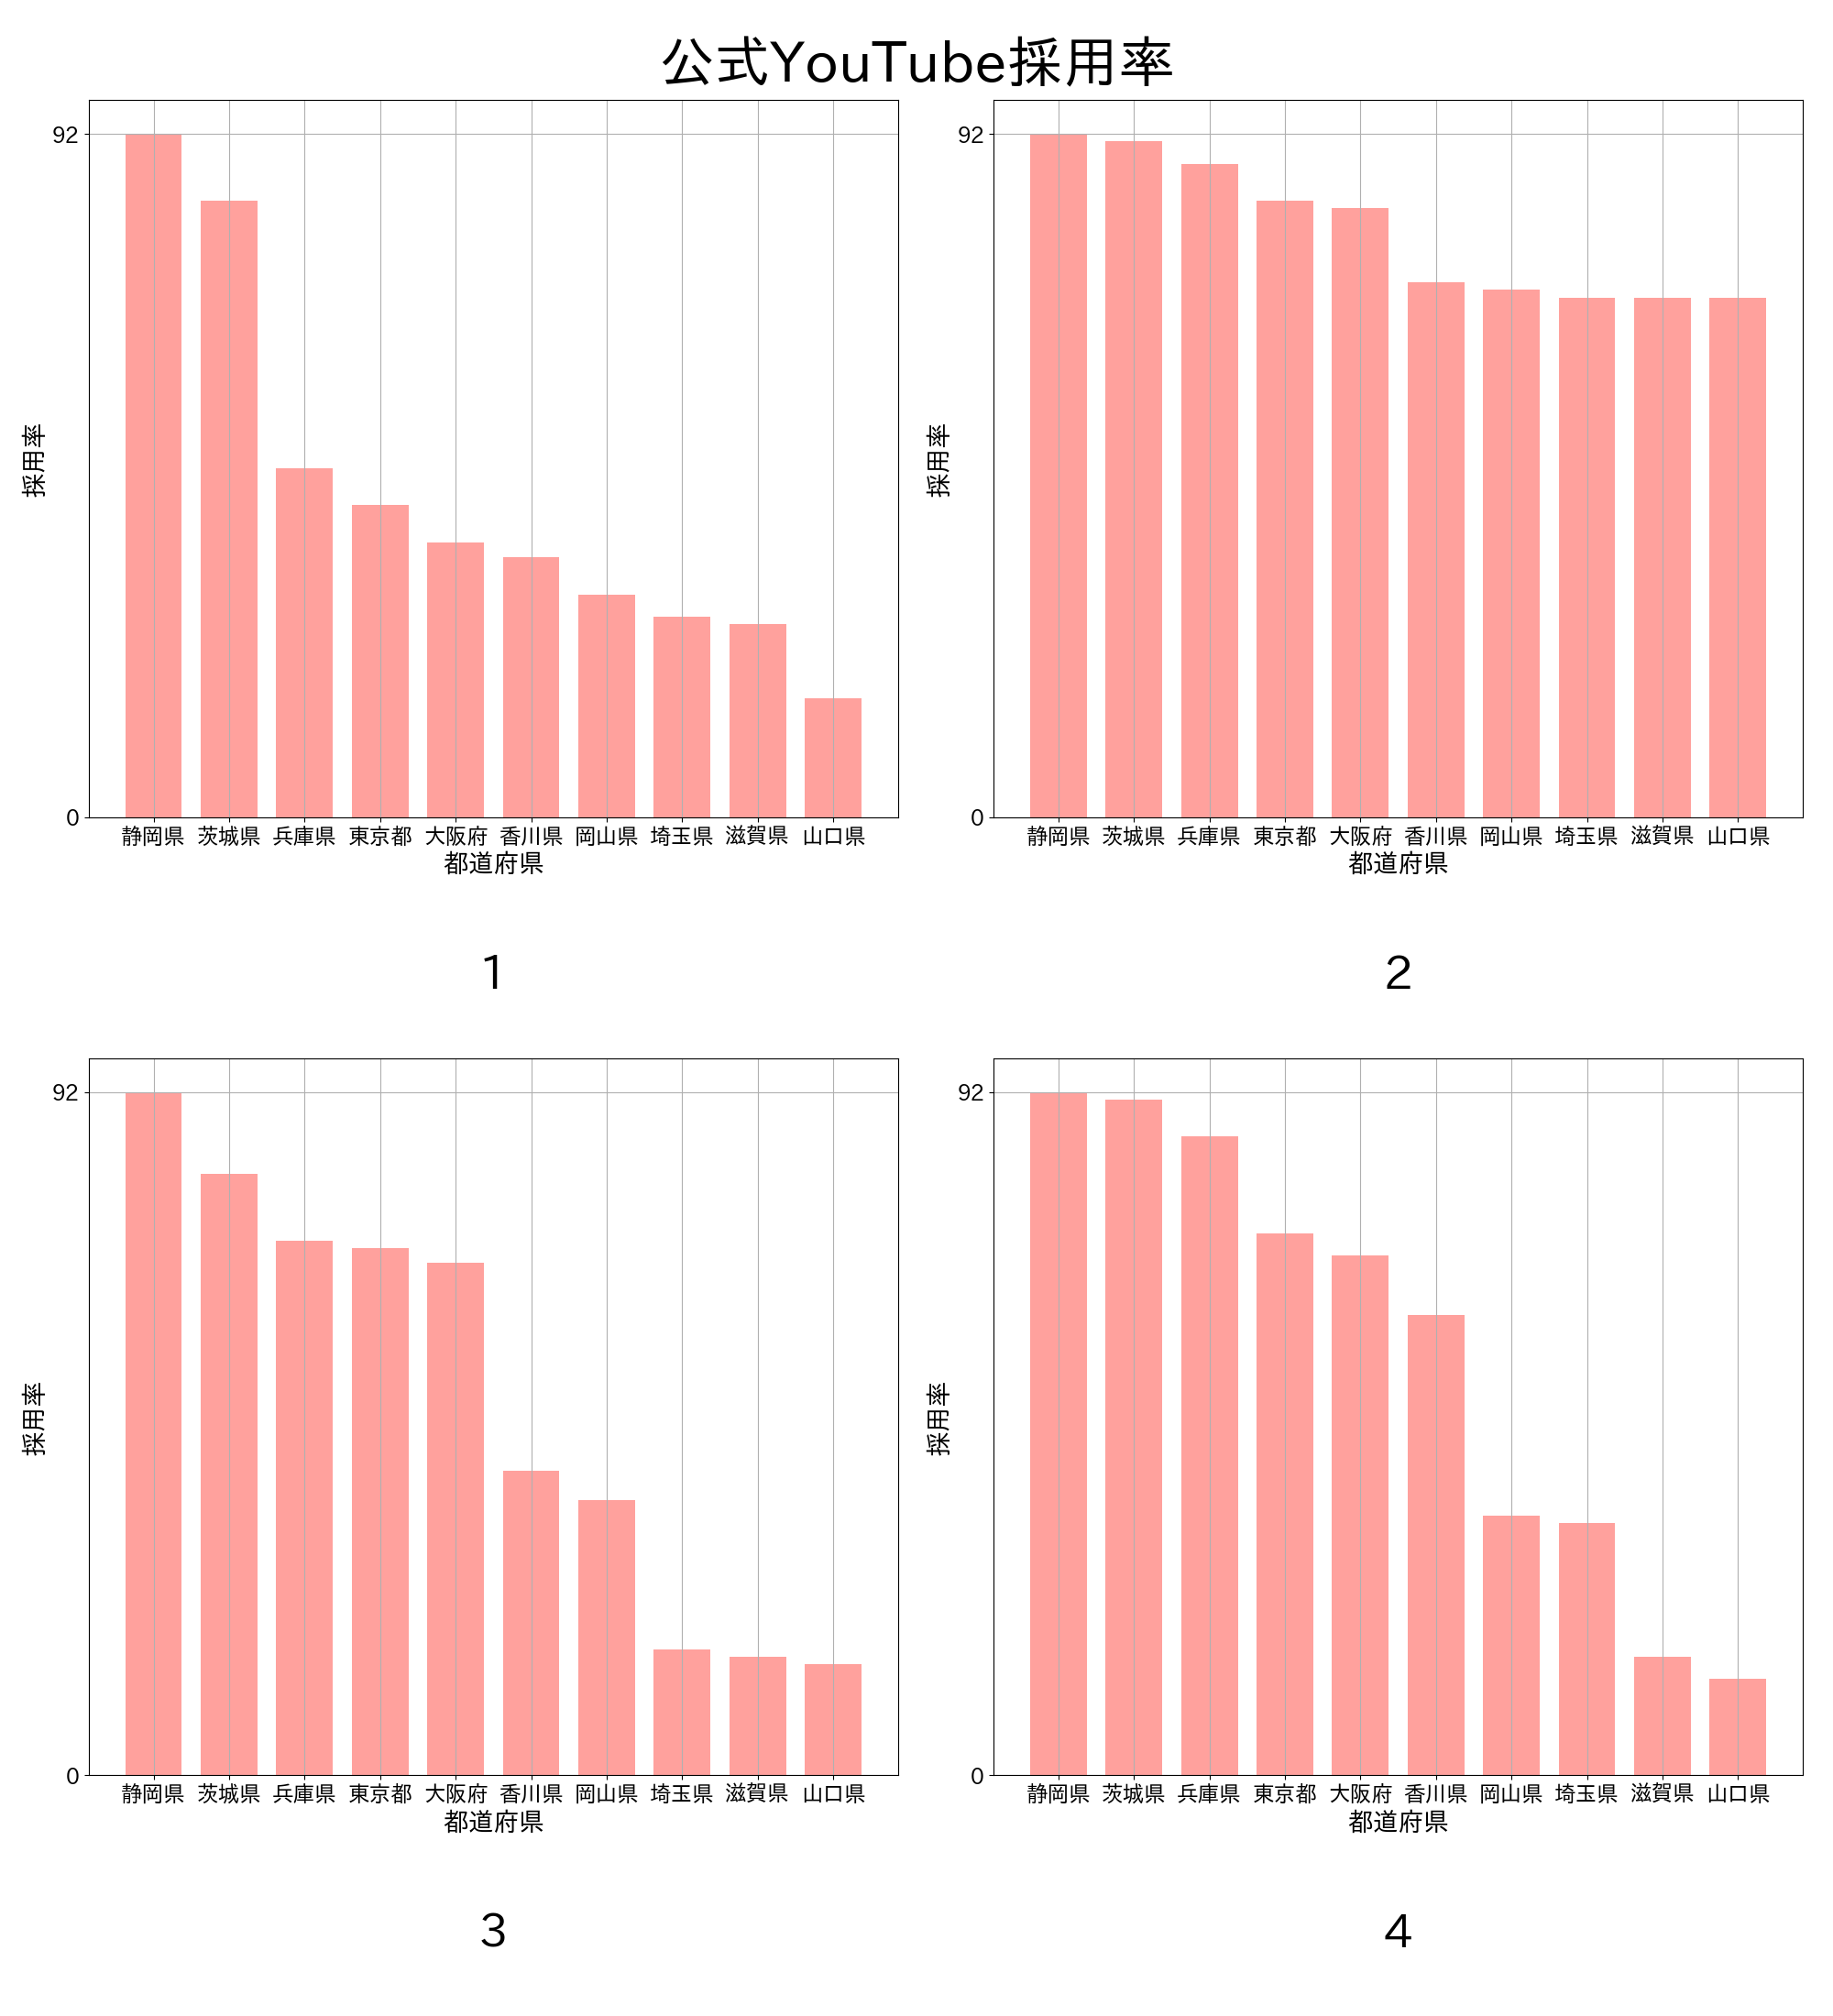 公式YouTube採用率
92
採用率
0
静岡県 茨城県 兵庫県 東京都 大阪府 香川県 岡山県 埼玉県 滋賀県 山口県
都道府県
1
92
採用率
0
静岡県 茨城県 兵庫県 東京都 大阪府 香川県 岡山県 埼玉県 滋賀県 山口県
都道府県
2
92
採用率
0
静岡県 茨城県 兵庫県 東京都 大阪府 香川県 岡山県 埼玉県 滋賀県 山口県
都道府県
3
92
採用率
0
静岡県 茨城県 兵庫県 東京都 大阪府 香川県 岡山県 埼玉県 滋賀県 山口県
都道府県
4